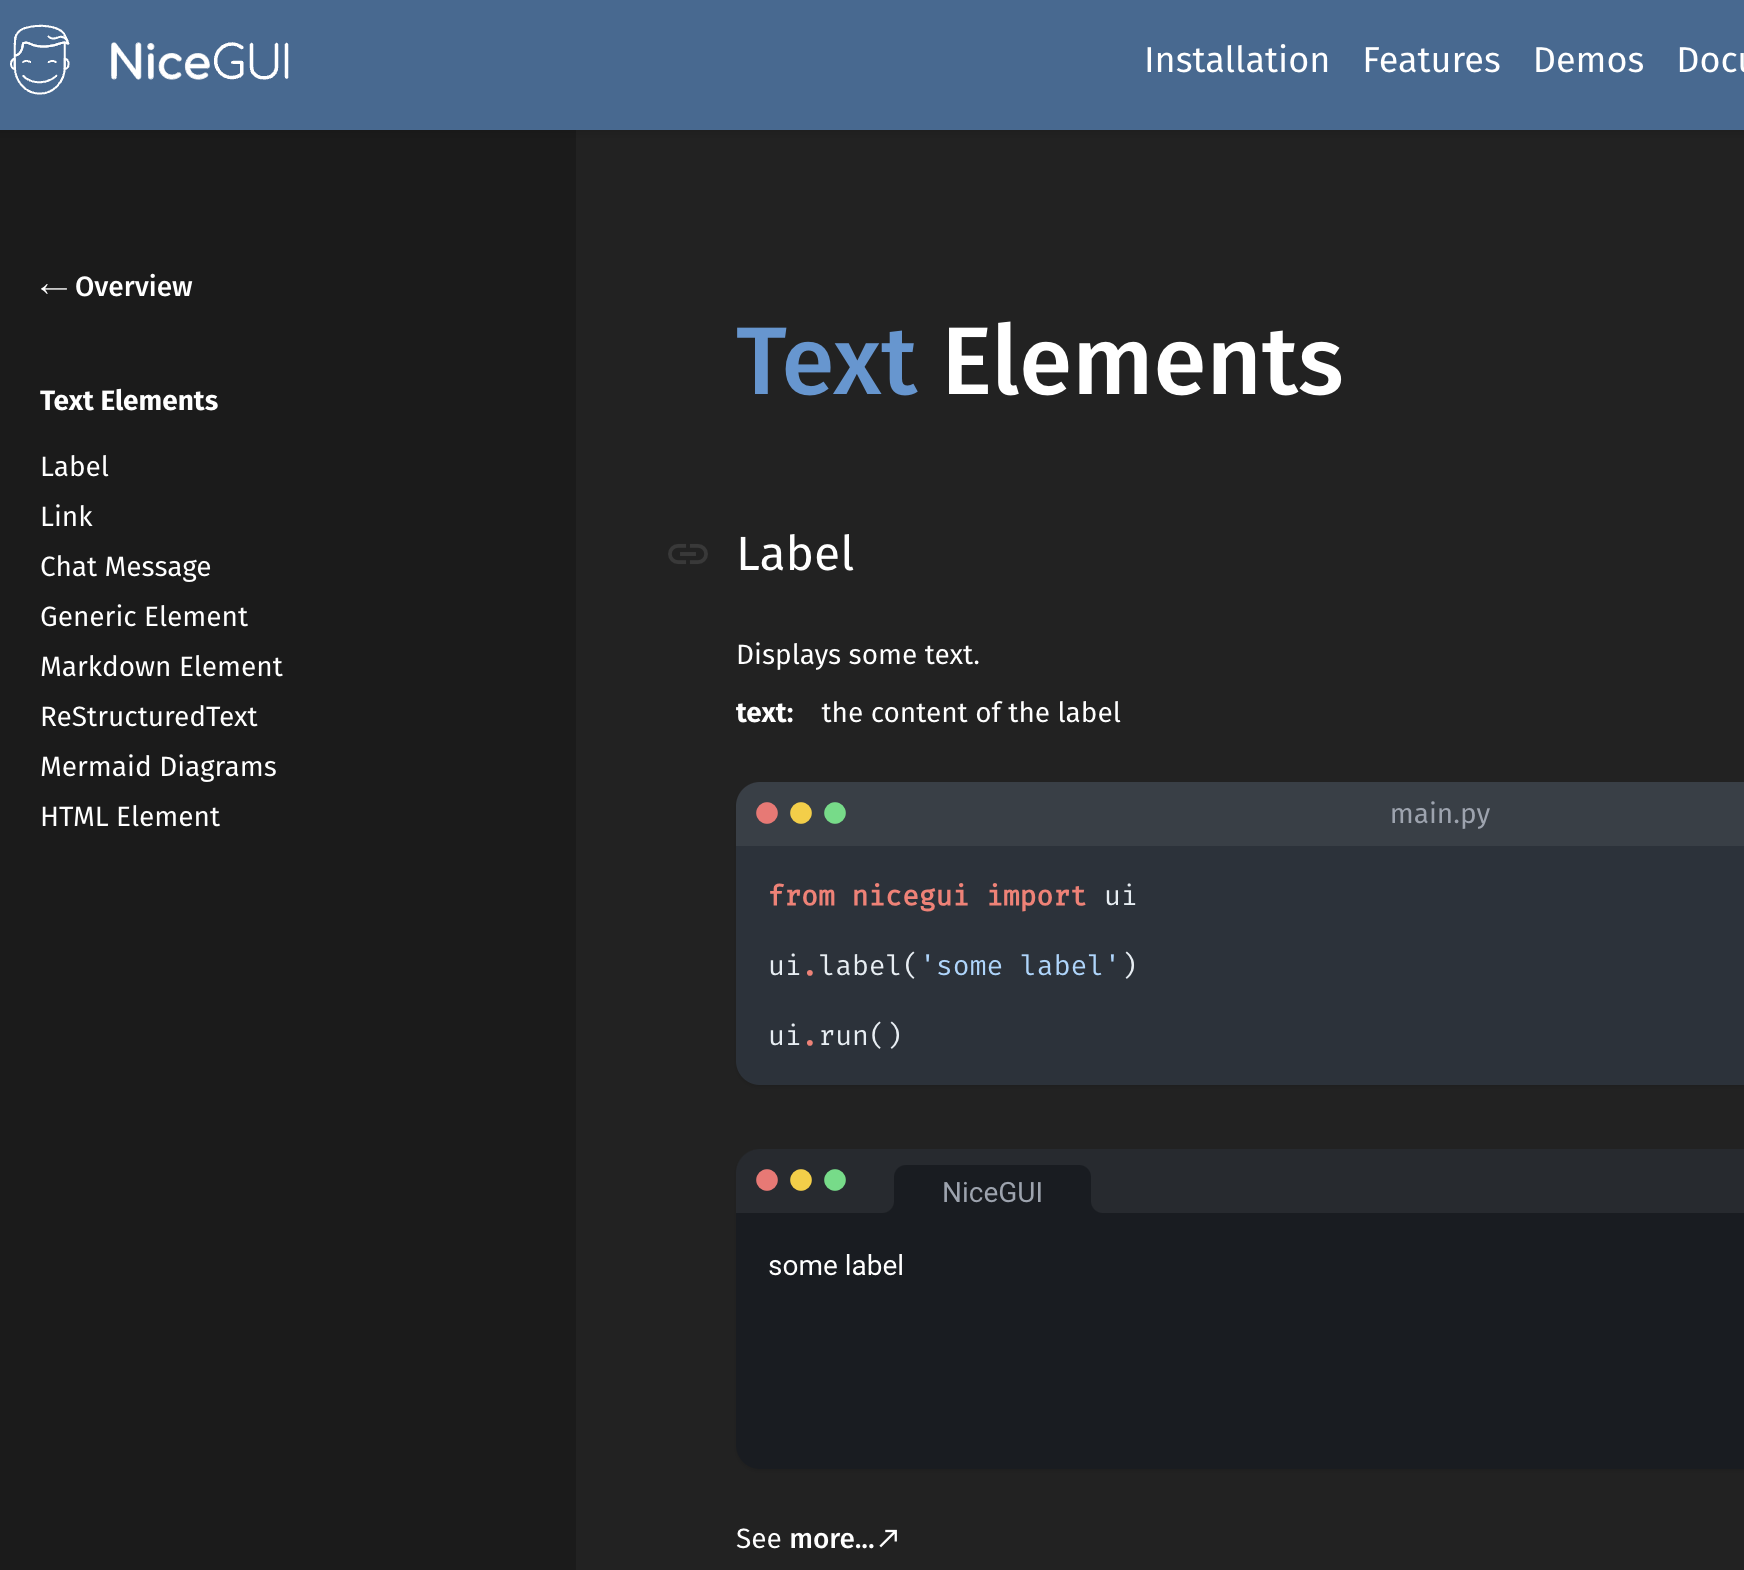 NiceGUI
Installation Features Demos
← Overview
Text Elements
Label
Link
Chat Message
Generic Element
Markdown Element
ReStructuredText
Mermaid Diagrams
HTML Element
Text Elements
Label
Displays some text.
text: the content of the label
main.py
from nicegui import ui
ui.label('some label')
ui.run()
NiceGUI
some label
See more...↗